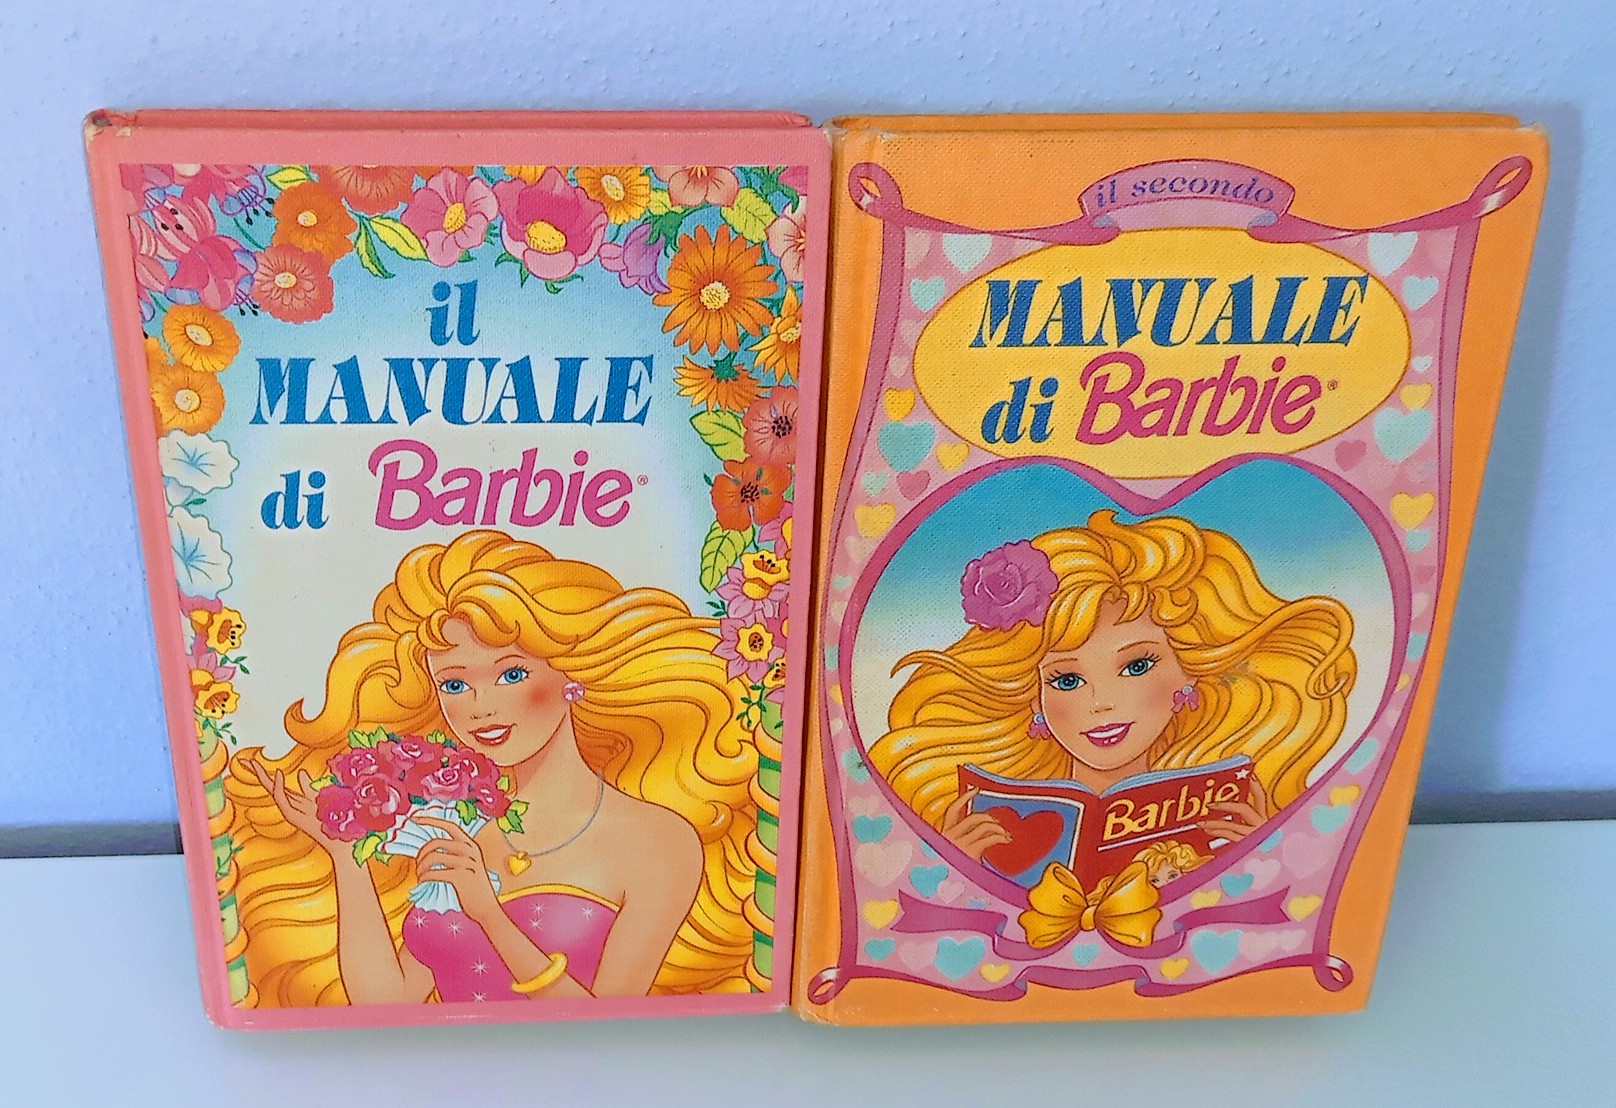 il
MANUALE
di Barbie®
il secondo
MANUALE
di Barbie®
Barbie